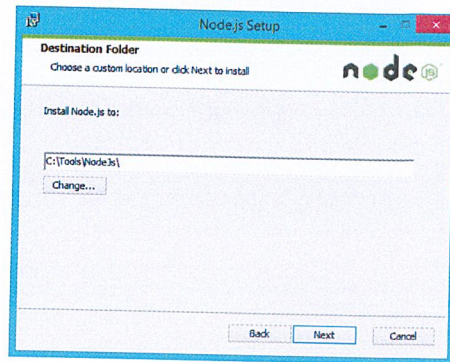 Node.js Setup
Destination Folder
Choose a custom location or click Next to install
node
JS
Install Node.js to:
C:\Tools\NodeJs\
Change...
Back Next Cancel